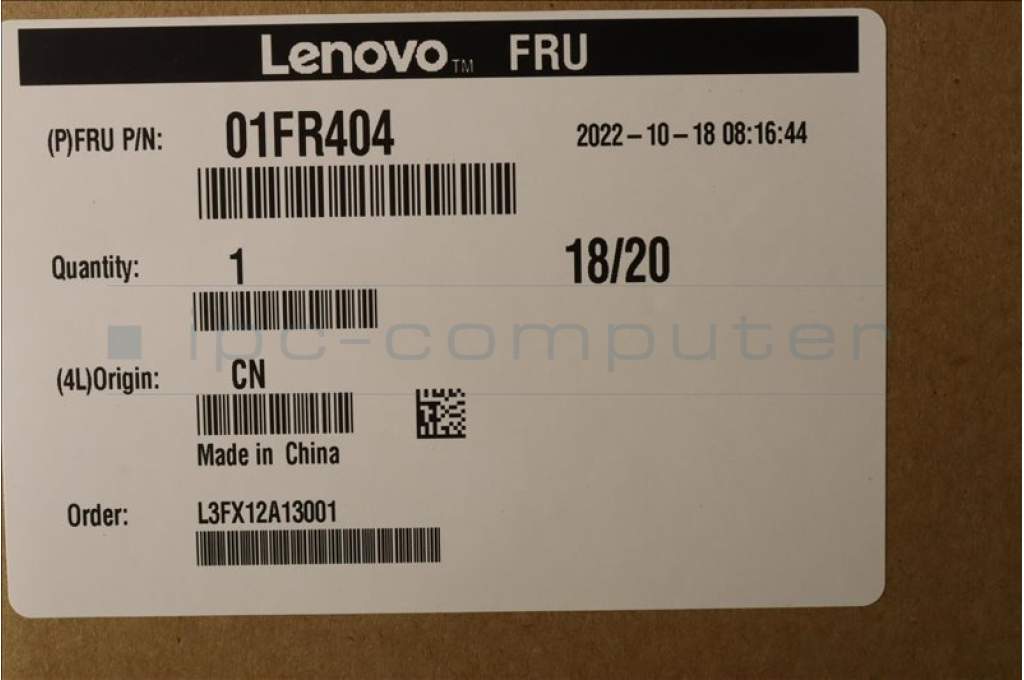 Lenovo™ FRU
(P)FRU P/N: 01FR404 2022-10-18 08:16:44
Quantity: 1 18/20
ipc-computer
(4L)Origin: CN
Made in China
Order: L3FX12A13001